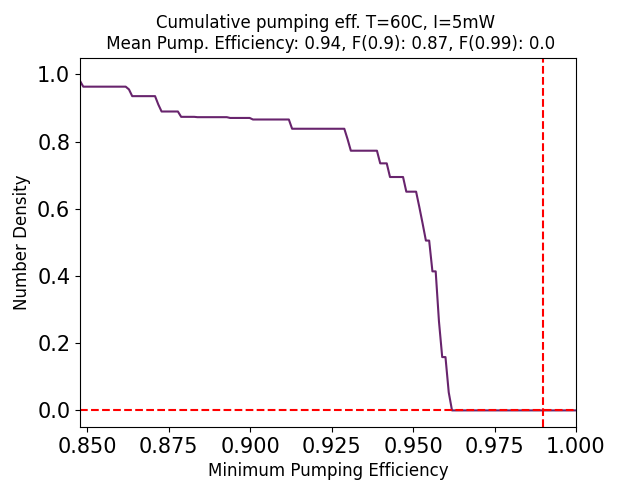 Cumulative pumping eff. T=60C, I=5mW
Mean Pump. Efficiency: 0.94, F(0.9): 0.87, F(0.99): 0.0
1.0
0.8
0.6
0.4
0.2
0.0
Number Density
0.850 0.875 0.900 0.925 0.950 0.975 1.000
Minimum Pumping Efficiency